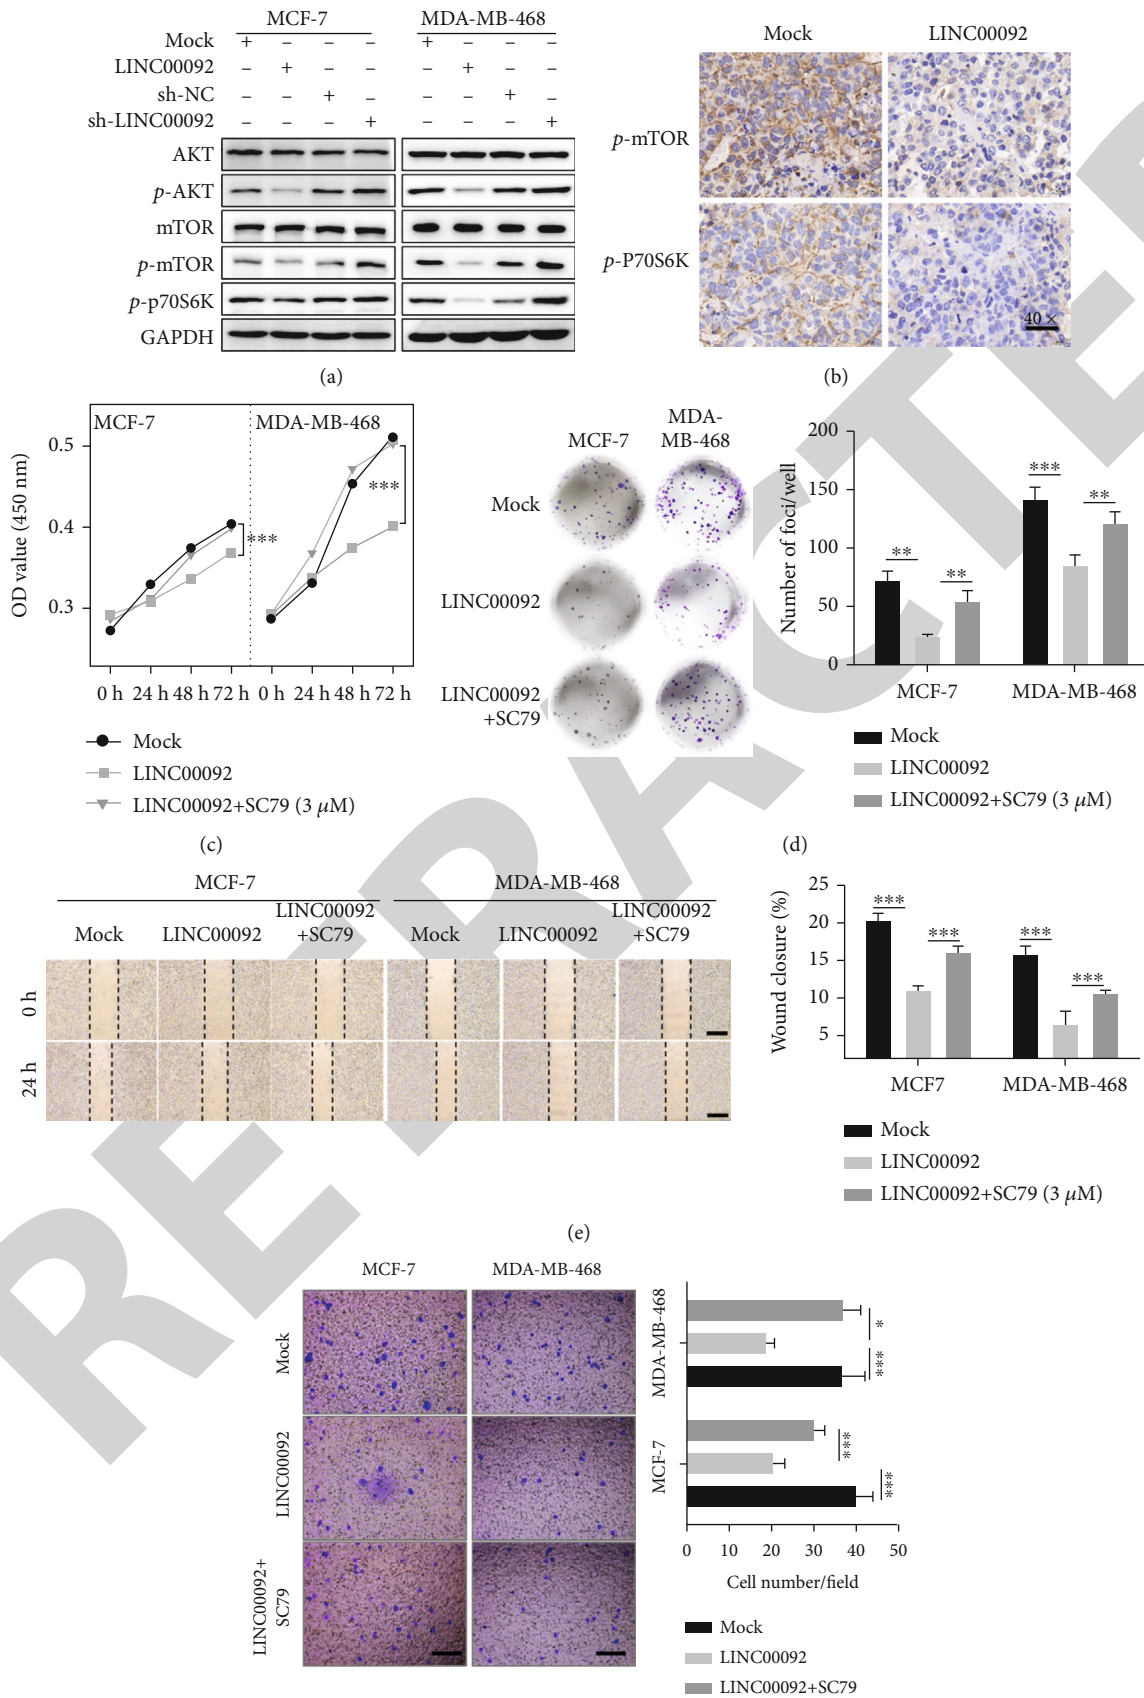 MCF-7 MDA-MB-468
Mock + – – – + – – –
LINC00092 – + – – – + – –
sh-NC – – + – – – + –
sh-LINC00092 – – – + – – – +
AKT
p-AKT
mTOR
p-mTOR
p-p70S6K
GAPDH
(a)
Mock LINC00092
p-mTOR
p-P70S6K
40 ×
(b)
OD value (450 nm)
MCF-7 MDA-MB-468
0.5
0.4
0.3
***
***
0 h 24 h 48 h 72 h 0 h 24 h 48 h 72 h
Mock
LINC00092
LINC00092+SC79 (3 μM)
(c)
MCF-7 MDA-
MB-468
Mock
LINC00092
LINC00092
+SC79
Number of foci/well
200
150
100
50
0
** ** *** **
MCF-7 MDA-MB-468
Mock
LINC00092
LINC00092+SC79 (3 μM)
(d)
MCF-7 MDA-MB-468
Mock LINC00092 LINC00092
+SC79 Mock LINC00092 LINC00092
+SC79
0 h
24 h
Wound closure (%)
25
20
15
10
5
*** *** *** ***
MCF7 MDA-MB-468
Mock
LINC00092
LINC00092+SC79 (3 μM)
(e)
MCF-7 MDA-MB-468
Mock
LINC00092
LINC00092+
SC79
MDA-MB-468
MCF-7
*
***
***
***
0 10 20 30 40 50
Cell number/field
Mock
LINC00092
LINC00092+SC79
RETRACTED